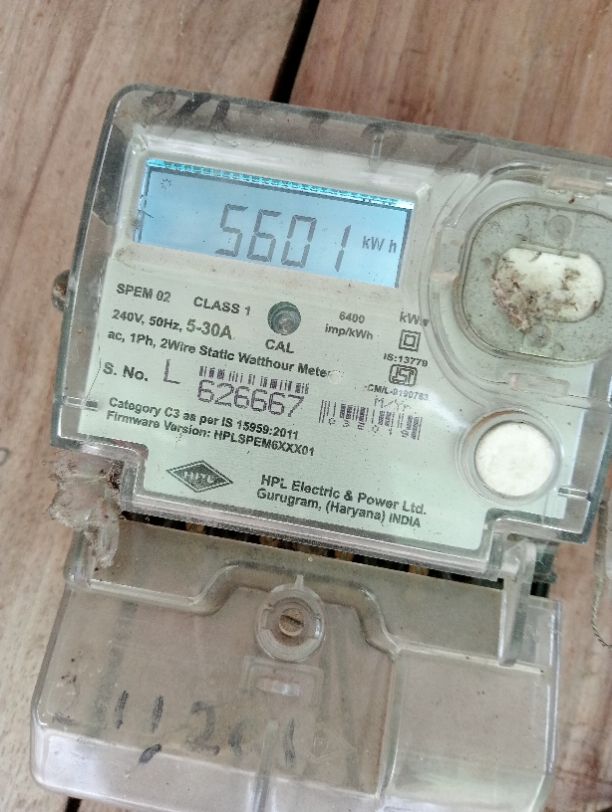 5601 kWh
SPEM 02 CLASS 1 6400 imp/kWh
240V, 50Hz, 5-30A CAL
ac, 1Ph, 2Wire Static Watthour Meter
IS:13779
S. No. L 626667
M/Yr
Category C3 as per IS 15959:2011
Firmware Version: HPLSPEM6XXX01
HPL
HPL Electric & Power Ltd.
Gurugram, (Haryana) INDIA